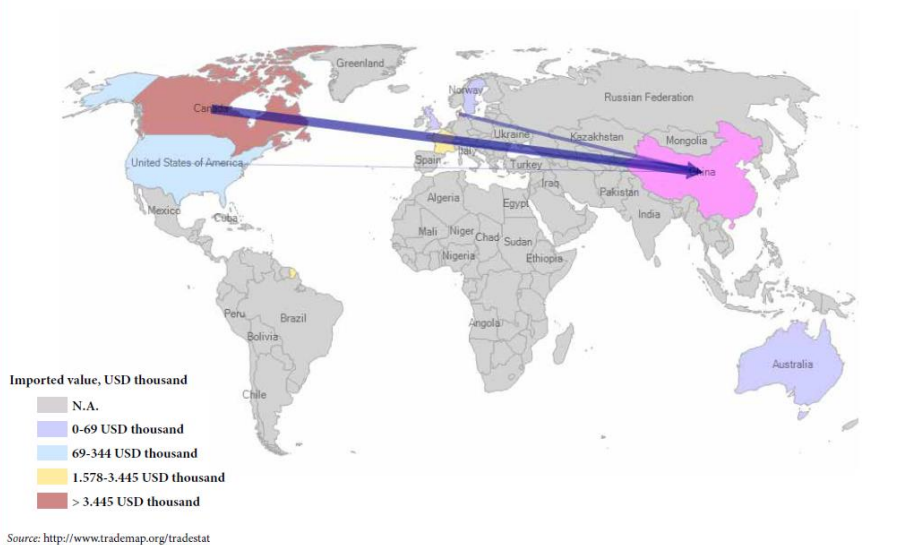 Greenland
Norway
Russian Federation
Canada
Ukraine
Kazakhstan
Mongolia
Italy
China
United States of America
Spain
Turkey
Iraq
Pakistan
Mexico
Cuba
Algeria
Egypt
India
Mali
Niger
Chad
Sudan
Nigeria
Ethiopia
Peru
Brazil
Angola
Bolivia
Australia
Chile
Imported value, USD thousand
N.A.
0-69 USD thousand
69-344 USD thousand
1.578-3.445 USD thousand
> 3.445 USD thousand
Source: http://www.trademap.org/tradestat